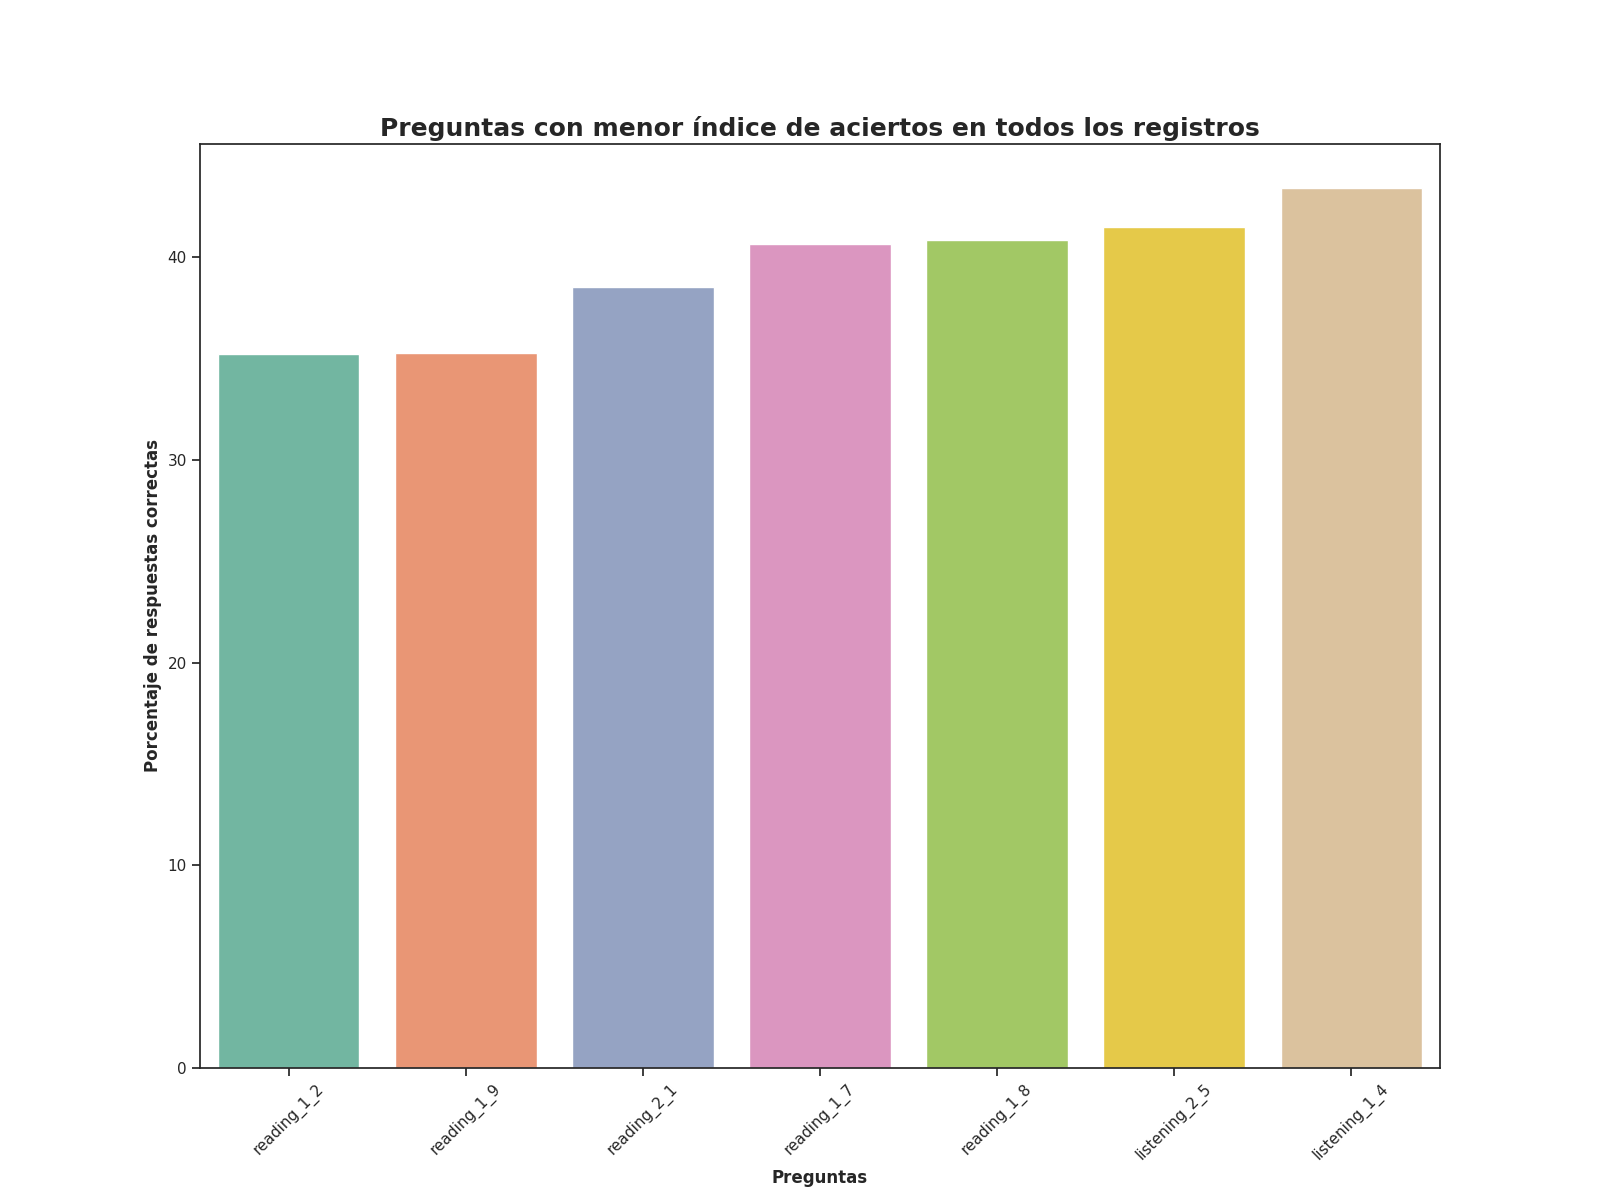 Preguntas con menor índice de aciertos en todos los registros
Porcentaje de respuestas correctas
40
30
20
10
0
reading_1_2
reading_1_9
reading_2_1
reading_1_7
reading_1_8
listening_2_5
listening_1_4
Preguntas